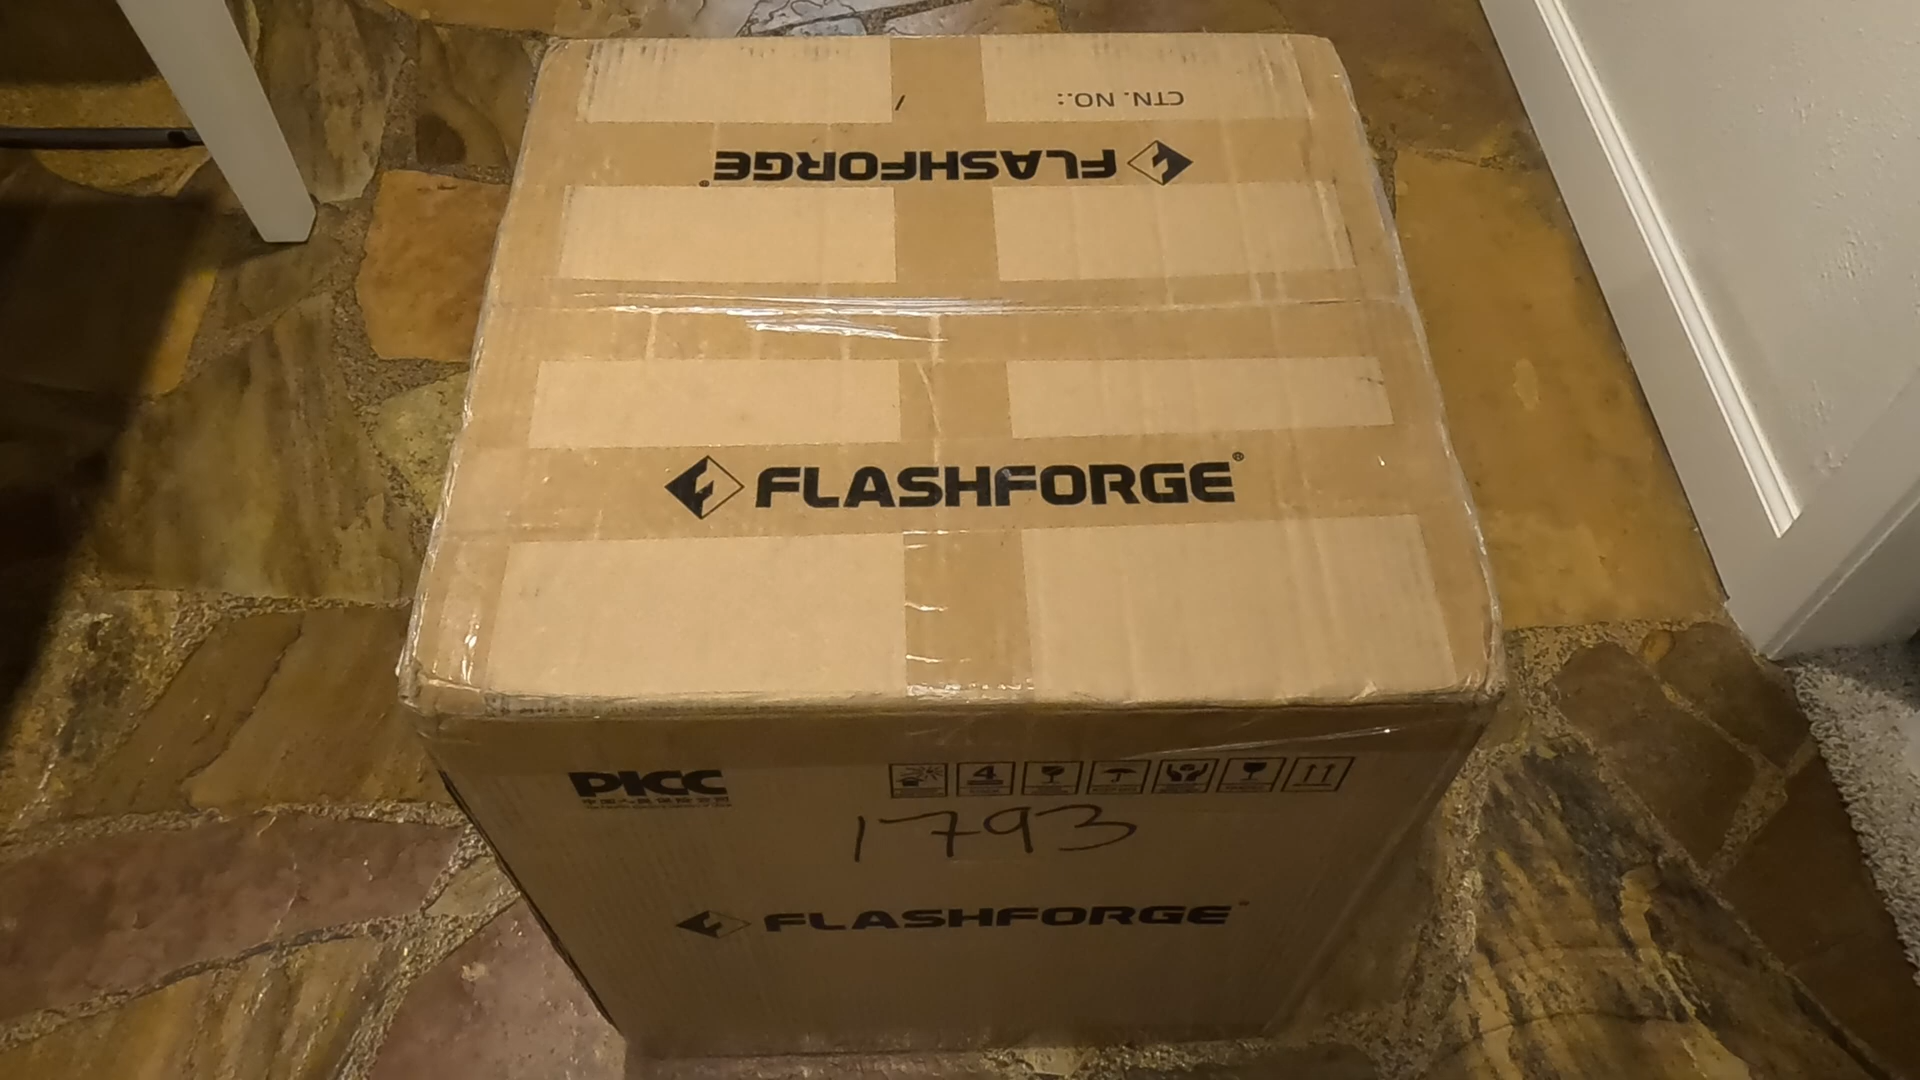 CTN. NO.: /
FLASHFORGE®
FLASHFORGE®
PICC
4
1793
FLASHFORGE